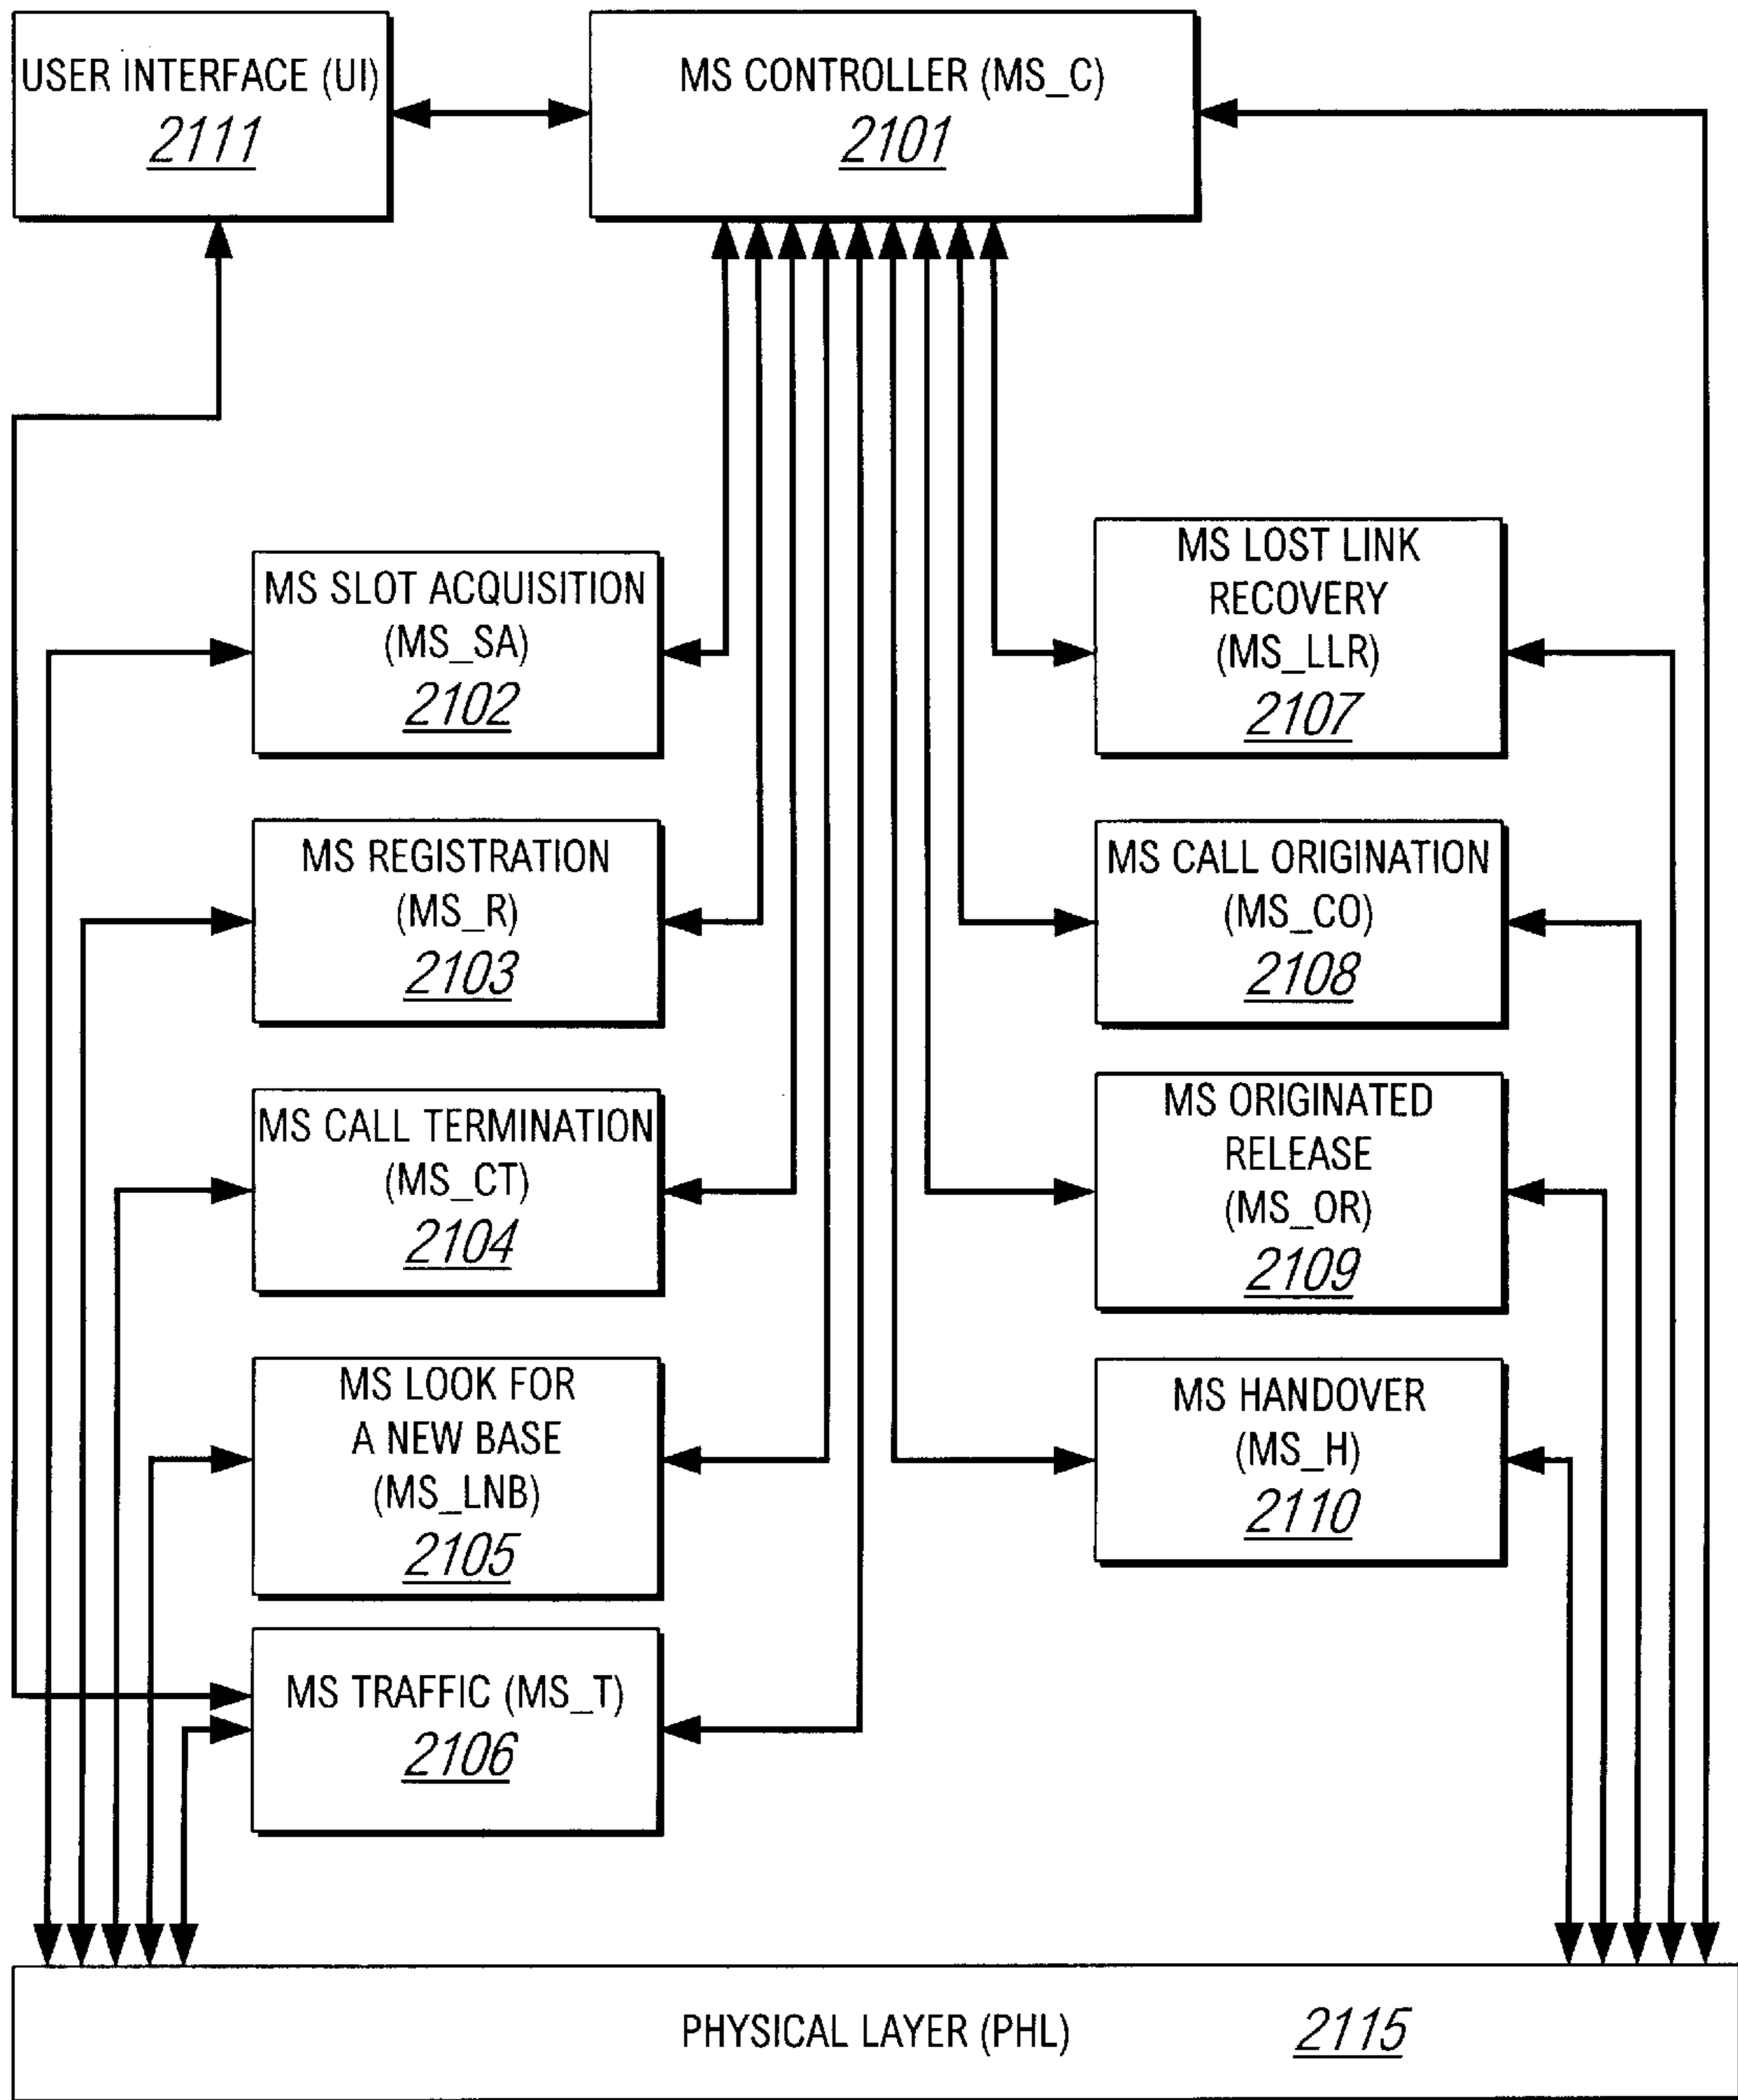 USER INTERFACE (UI)
2111
MS CONTROLLER (MS_C)
2101
MS SLOT ACQUISITION
(MS_SA)
2102
MS REGISTRATION
(MS_R)
2103
MS CALL TERMINATION
(MS_CT)
2104
MS LOOK FOR
A NEW BASE
(MS_LNB)
2105
MS TRAFFIC (MS_T)
2106
MS LOST LINK
RECOVERY
(MS_LLR)
2107
MS CALL ORIGINATION
(MS_CO)
2108
MS ORIGINATED
RELEASE
(MS_OR)
2109
MS HANDOVER
(MS_H)
2110
PHYSICAL LAYER (PHL) 2115